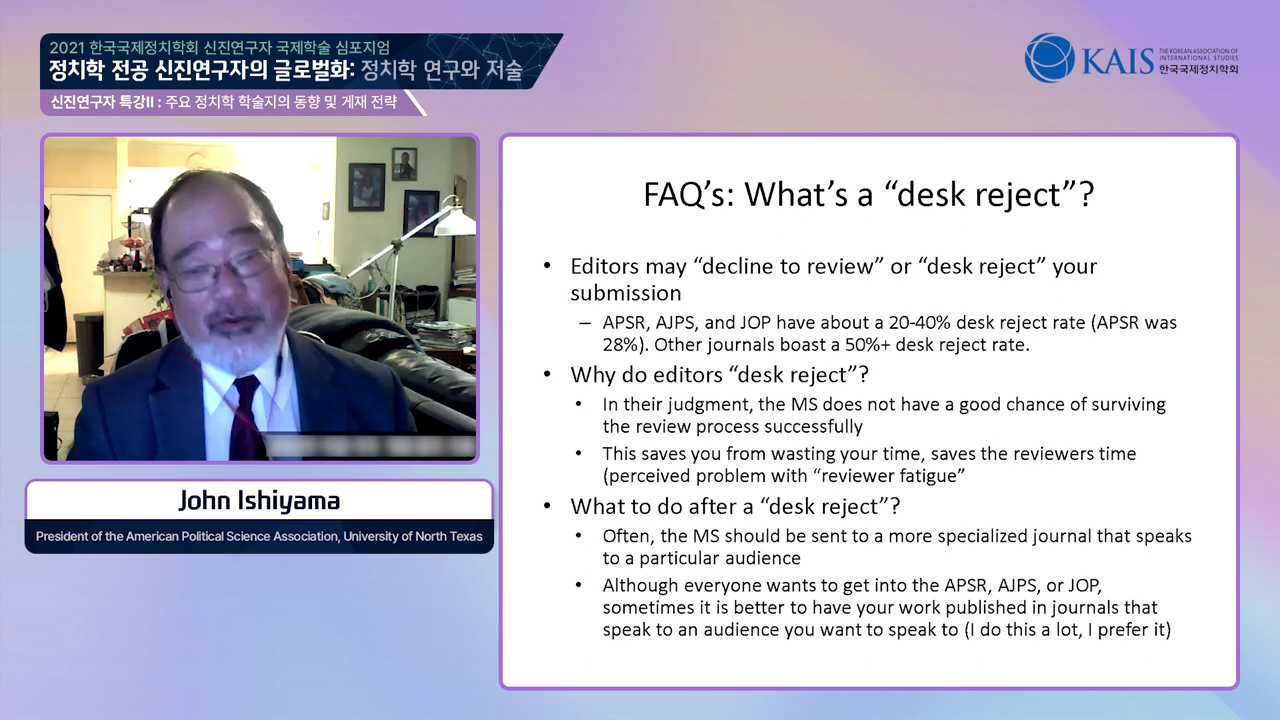 2021 한국국제정치학회 신진연구자 국제학술 심포지엄
정치학 전공 신진연구자의 글로벌화: 정치학 연구와 저술
신진연구자 특강II : 주요 정치학 학술지의 동향 및 게재 전략
KAIS
THE KOREAN ASSOCIATION OF
INTERNATIONAL STUDIES
한국국제정치학회
FAQ's: What's a “desk reject”?
• Editors may “decline to review” or “desk reject” your
submission
– APSR, AJPS, and JOP have about a 20-40% desk reject rate (APSR was
28%). Other journals boast a 50%+ desk reject rate.
• Why do editors “desk reject”?
• In their judgment, the MS does not have a good chance of surviving
the review process successfully
• This saves you from wasting your time, saves the reviewers time
(perceived problem with “reviewer fatigue”
• What to do after a “desk reject”?
• Often, the MS should be sent to a more specialized journal that speaks
to a particular audience
• Although everyone wants to get into the APSR, AJPS, or JOP,
sometimes it is better to have your work published in journals that
speak to an audience you want to speak to (I do this a lot, I prefer it)
John Ishiyama
President of the American Political Science Association, University of North Texas